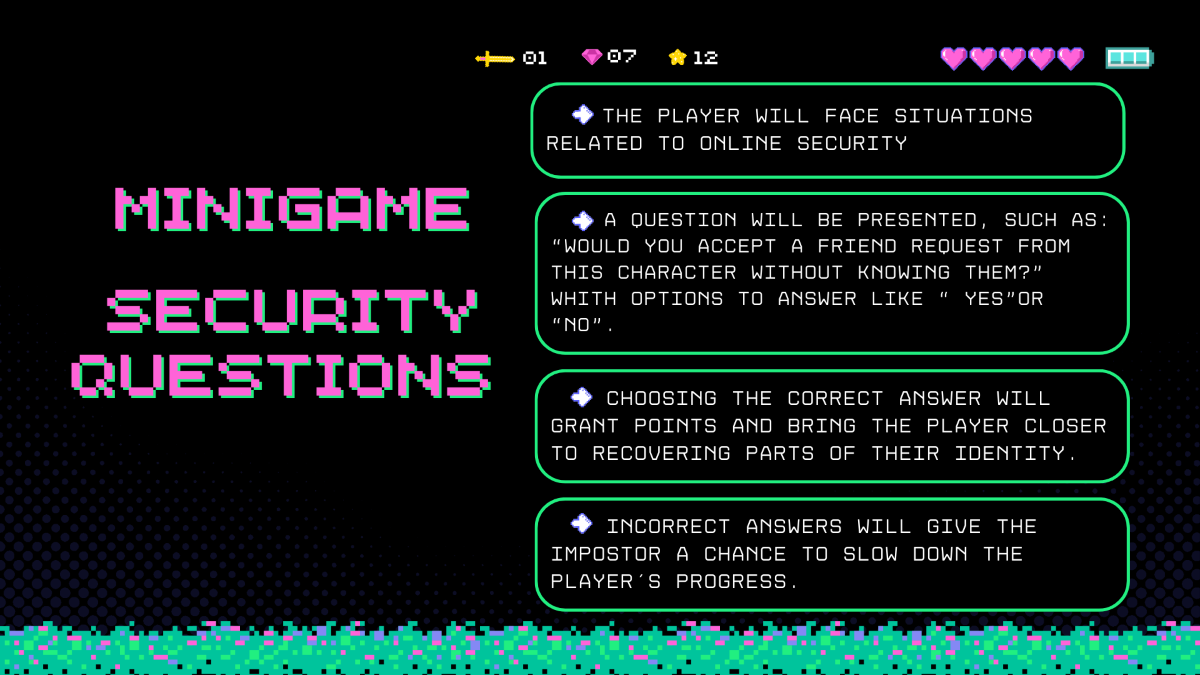 01 07 12
MINIGAME
SECURITY
QUESTIONS
THE PLAYER WILL FACE SITUATIONS
RELATED TO ONLINE SECURITY
A QUESTION WILL BE PRESENTED, SUCH AS:
“WOULD YOU ACCEPT A FRIEND REQUEST FROM
THIS CHARACTER WITHOUT KNOWING THEM?”
WHITH OPTIONS TO ANSWER LIKE “ YES”OR
“NO”.
CHOOSING THE CORRECT ANSWER WILL
GRANT POINTS AND BRING THE PLAYER CLOSER
TO RECOVERING PARTS OF THEIR IDENTITY.
INCORRECT ANSWERS WILL GIVE THE
IMPOSTOR A CHANCE TO SLOW DOWN THE
PLAYER´S PROGRESS.